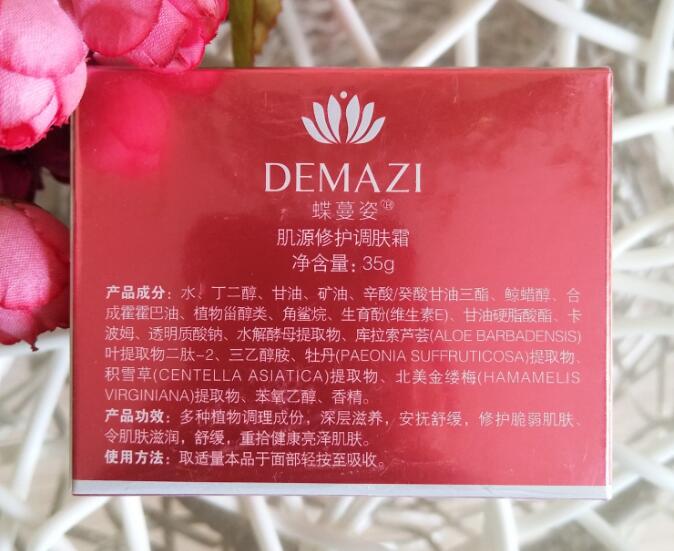 DEMAZI
蝶蔓姿®
肌源修护调肤霜
净含量：35g
产品成分：水、丁二醇、甘油、矿油、辛酸/癸酸甘油三酯、鲸蜡醇、合
成霍霍巴油、植物甾醇类、角鲨烷、生育酚(维生素E)、甘油硬脂酸酯、卡
波姆、透明质酸钠、水解酵母提取物、库拉索芦荟(ALOE BARBADENSIS)
叶提取物二肽-2、三乙醇胺、牡丹(PAEONIA SUFFRUTICOSA)提取物、
积雪草(CENTELLA ASIATICA)提取物、北美金缕梅(HAMAMELIS
VIRGINIANA)提取物、苯氧乙醇、香精。
产品功效：多种植物调理成份，深层滋养，安抚舒缓，修护脆弱肌肤、
令肌肤滋润，舒缓，重拾健康亮泽肌肤。
使用方法：取适量本品于面部轻按至吸收。